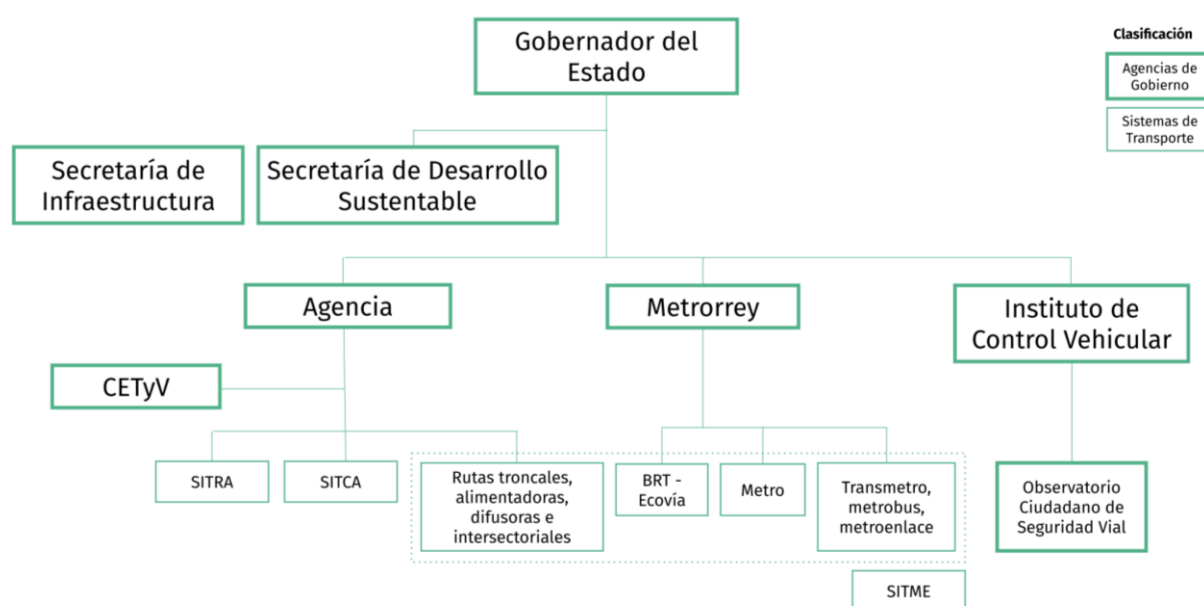 Gobernador del
Estado
Clasificación
Agencias de
Gobierno
Sistemas de
Transporte
Secretaría de
Infraestructura
Secretaría de Desarrollo
Sustentable
Agencia
Metrorrey
Instituto de
Control Vehicular
CETyV
SITRA
SITCA
Rutas troncales,
alimentadoras,
difusoras e
intersectoriales
BRT -
Ecovía
Metro
Transmetro,
metrobus,
metroenlace
Observatorio
Ciudadano de
Seguridad Vial
SITME